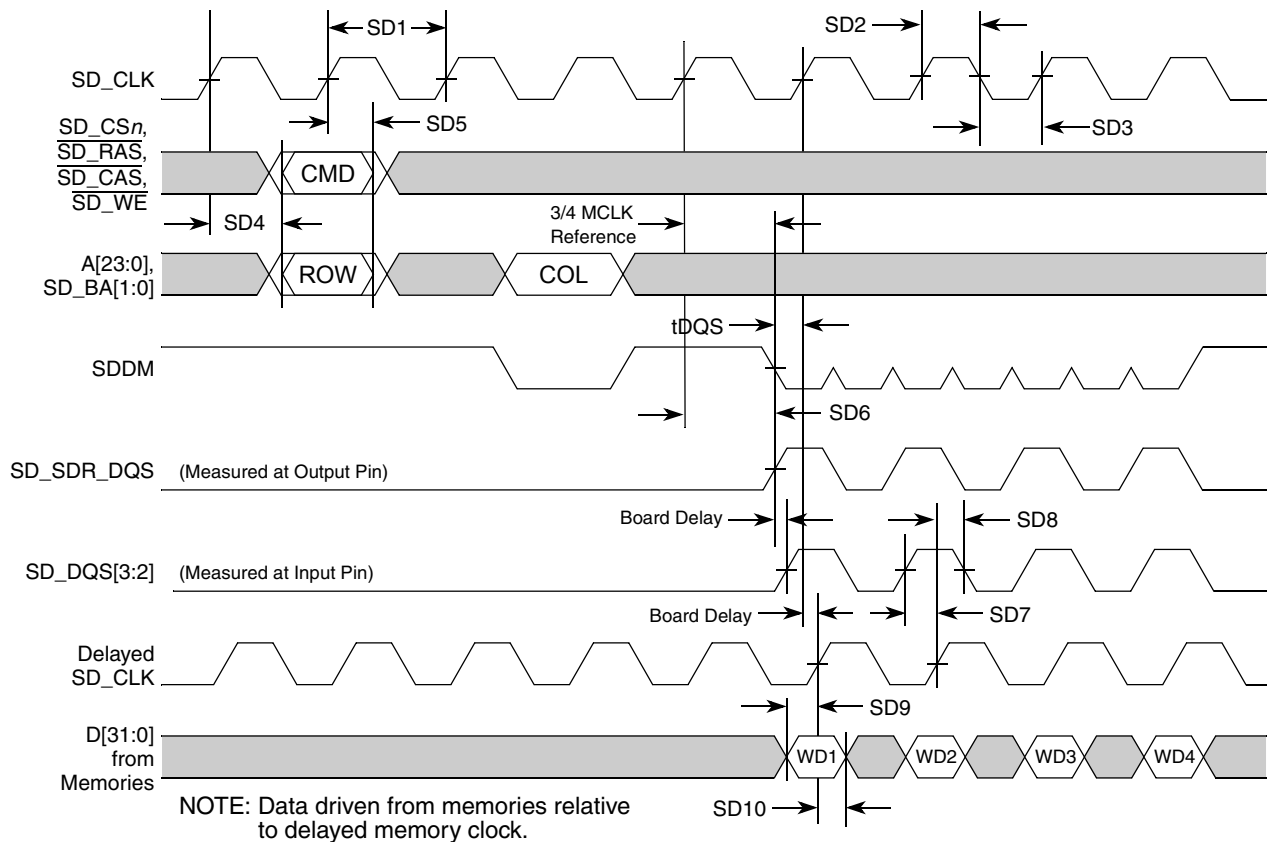 SD1
SD2
SD_CLK
SD3
SD5
SD_CSn,
SD_RAS,
SD_CAS,
SD_WE
CMD
SD4
3/4 MCLK
Reference
A[23:0],
SD_BA[1:0]
ROW
COL
tDQS
SDDM
SD6
SD_SDR_DQS
(Measured at Output Pin)
Board Delay
SD8
SD_DQS[3:2]
(Measured at Input Pin)
Board Delay
SD7
Delayed
SD_CLK
SD9
D[31:0]
from
Memories
WD1
WD2
WD3
WD4
SD10
NOTE: Data driven from memories relative
to delayed memory clock.